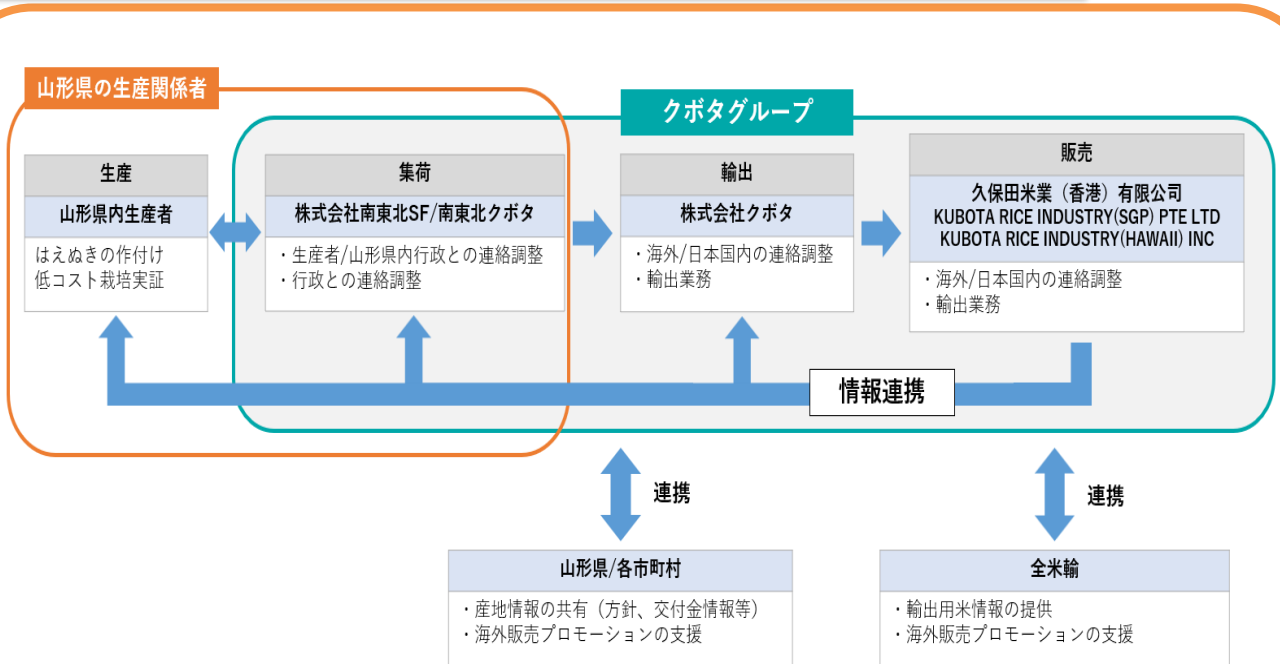 山形県の生産関係者
クボタグループ
生産
山形県内生産者
はえぬきの作付け
低コスト栽培実証
集荷
株式会社南東北SF/南東北クボタ
・生産者/山形県内行政との連絡調整
・行政との連絡調整
輸出
株式会社クボタ
・海外/日本国内の連絡調整
・輸出業務
販売
久保田米業（香港）有限公司
KUBOTA RICE INDUSTRY(SGP) PTE LTD
KUBOTA RICE INDUSTRY(HAWAII) INC
・海外/日本国内の連絡調整
・輸出業務
情報連携
連携
連携
山形県/各市町村
・産地情報の共有（方針、交付金情報等）
・海外販売プロモーションの支援
全米輸
・輸出用米情報の提供
・海外販売プロモーションの支援